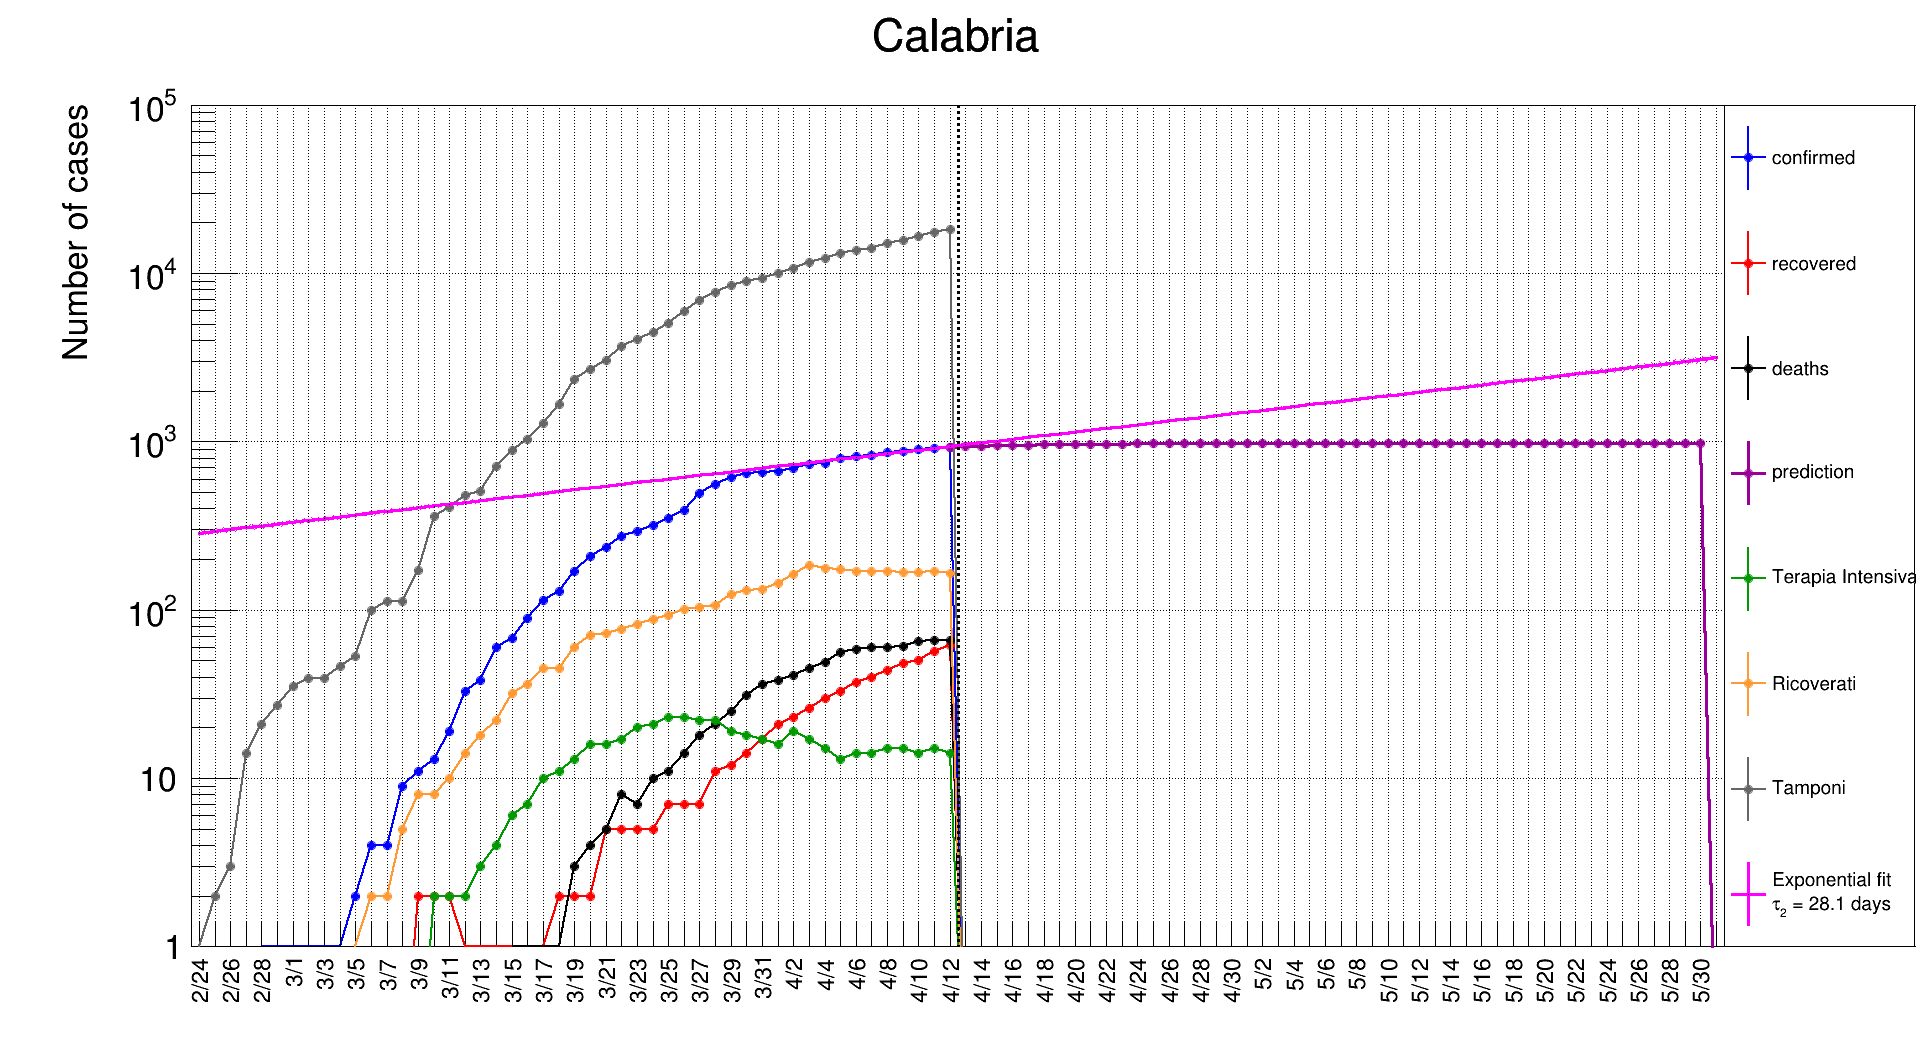 Calabria
Number of cases
10^5
10^4
10^3
10^2
10
1
2/24 2/26 2/28 3/1 3/3 3/5 3/7 3/9 3/11 3/13 3/15 3/17 3/19 3/21 3/23 3/25 3/27 3/29 3/31 4/2 4/4 4/6 4/8 4/10 4/12 4/14 4/16 4/18 4/20 4/22 4/24 4/26 4/28 4/30 5/2 5/4 5/6 5/8 5/10 5/12 5/14 5/16 5/18 5/20 5/22 5/24 5/26 5/28 5/30
confirmed
recovered
deaths
prediction
Terapia Intensiva
Ricoverati
Tamponi
Exponential fit
τ_2 = 28.1 days